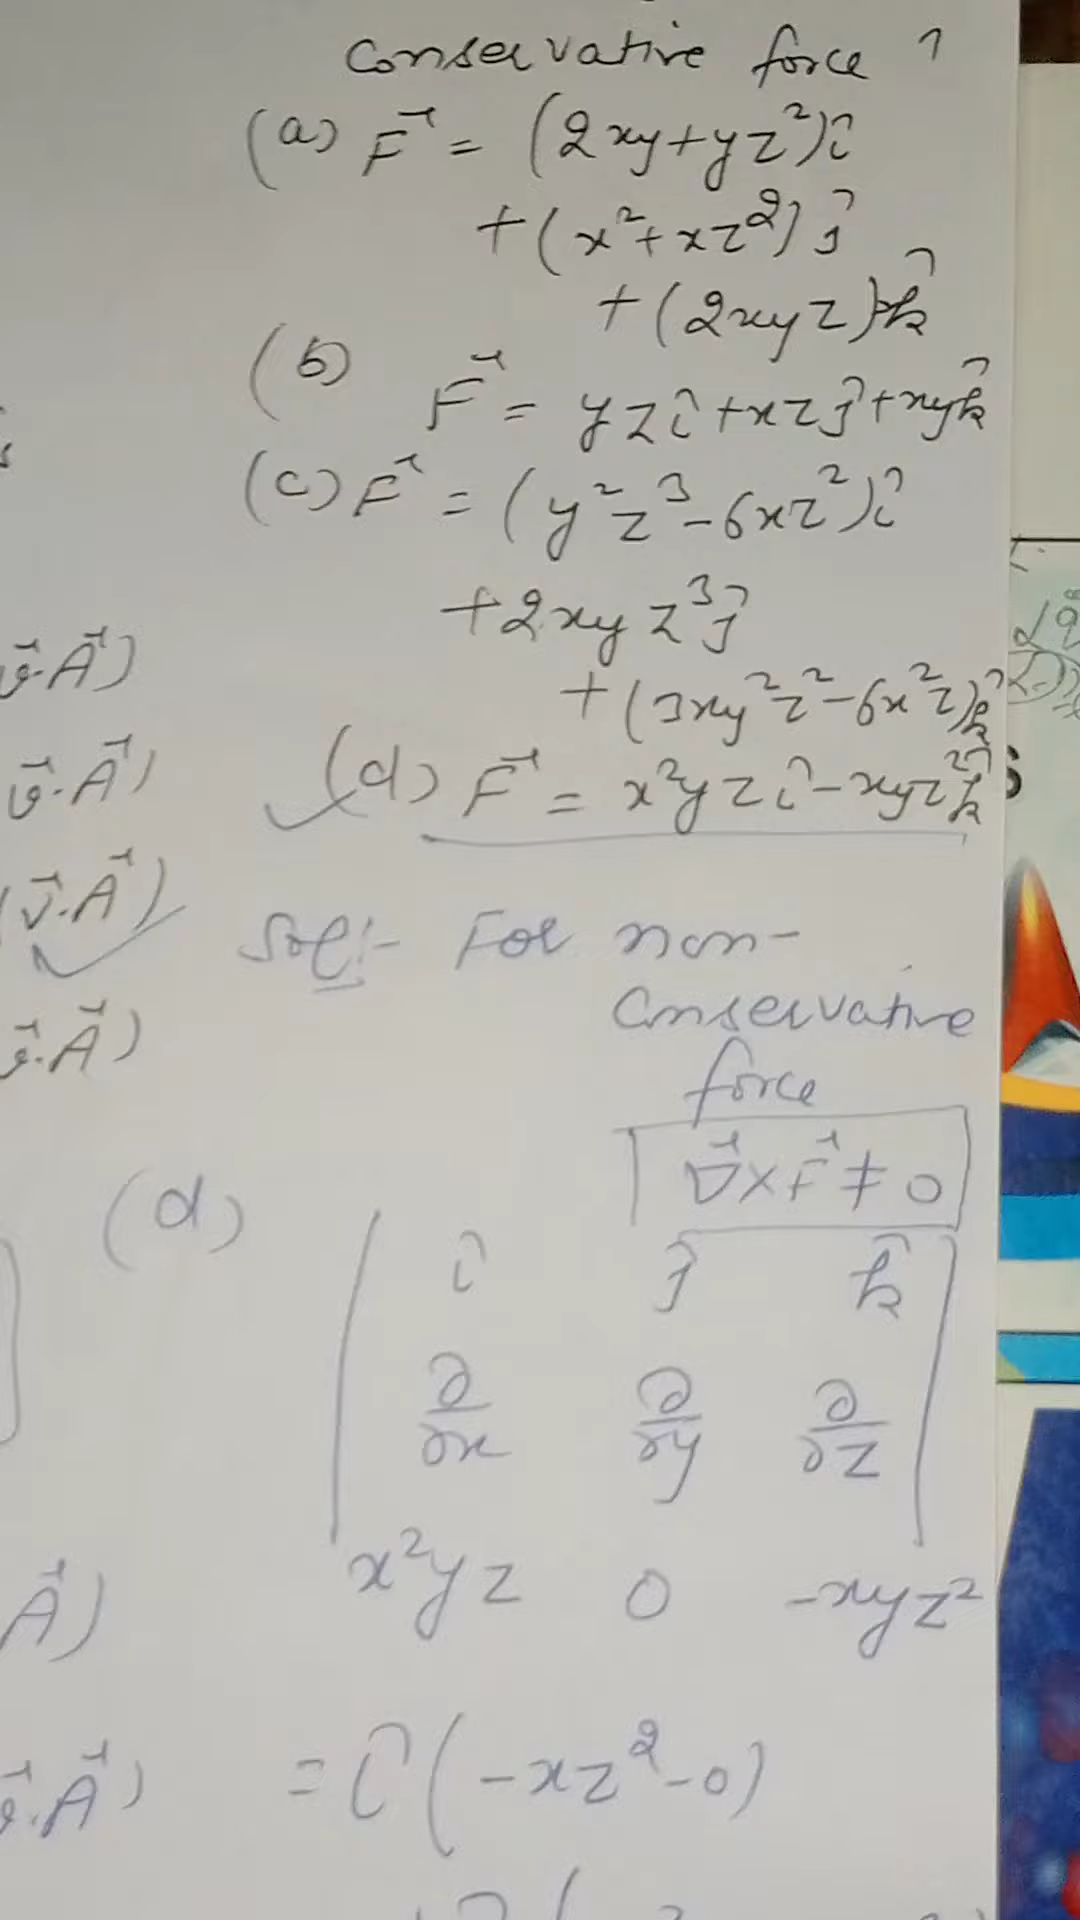 conservative force ?
(a) F⃗ = (2xy+yz²)î
+(x²+xz²)ĵ
+(2xyz)k̂
(b) F⃗ = yzî+xzĵ+xyk̂
(c) F⃗ = (y²z³-6xz²)î
+2xyz³ĵ
+(3xy²z²-6x²z)k̂
(d) F⃗ = x²yzî-xyz²k̂
Sol:- For non-
conservative
force
∇⃗×F⃗ ≠ 0
(d)
î ĵ k̂
∂/∂x ∂/∂y ∂/∂z
x²yz 0 -xyz²
= î(-xz²-0)